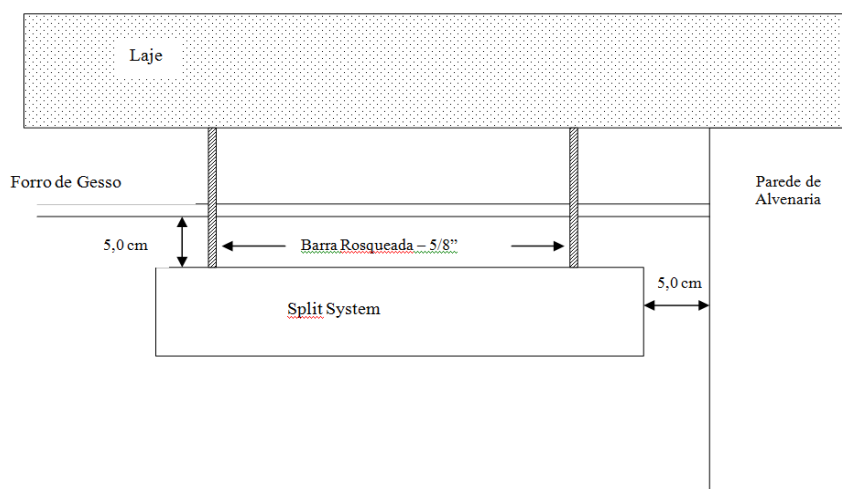 Laje
Forro de Gesso
Parede de
Alvenaria
5,0 cm
Barra Rosqueada – 5/8”
5,0 cm
Split System